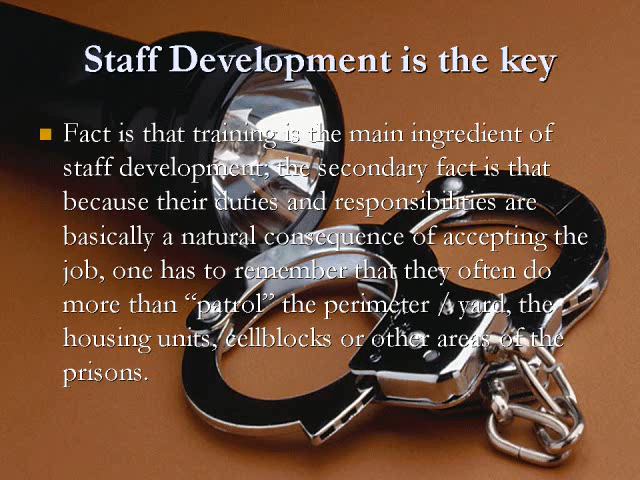 Staff Development is the key
Fact is that training is the main ingredient of
staff development; the secondary fact is that
because their duties and responsibilities are
basically a natural consequence of accepting the
job, one has to remember that they often do
more than “patrol” the perimeter / yard, the
housing units, cellblocks or other areas of the
prisons.